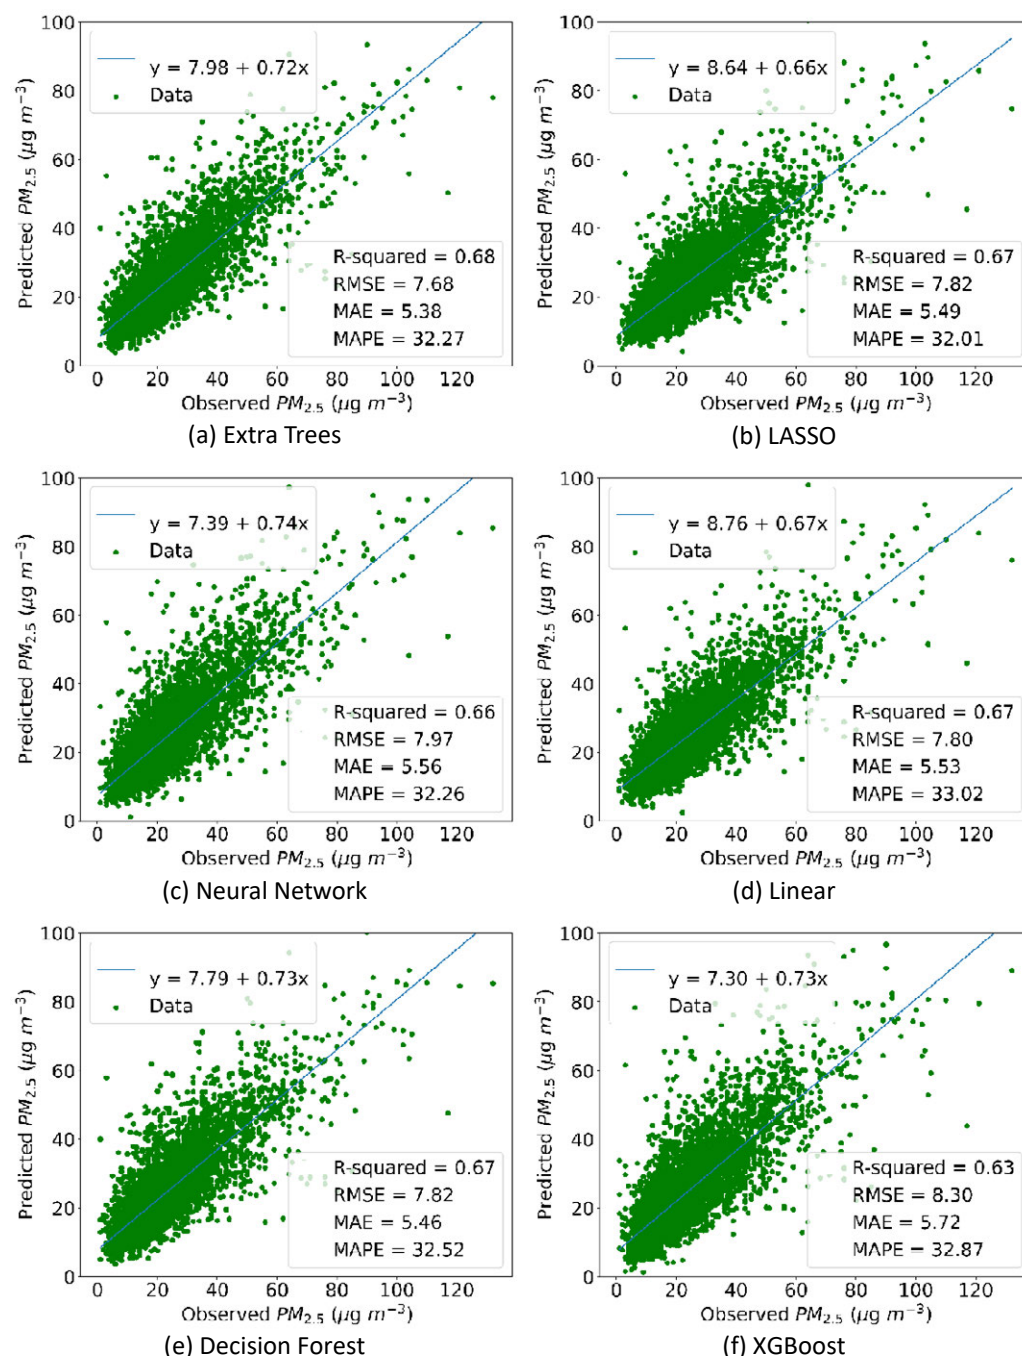 100
80
60
40
20
0
Predicted PM2.5 (µg m−3)
y = 7.98 + 0.72x
Data
R-squared = 0.68
RMSE = 7.68
MAE = 5.38
MAPE = 32.27
0 20 40 60 80 100 120
Observed PM2.5 (µg m−3)
(a) Extra Trees
100
80
60
40
20
0
Predicted PM2.5 (µg m−3)
y = 8.64 + 0.66x
Data
R-squared = 0.67
RMSE = 7.82
MAE = 5.49
MAPE = 32.01
0 20 40 60 80 100 120
Observed PM2.5 (µg m−3)
(b) LASSO
100
80
60
40
20
0
Predicted PM2.5 (µg m−3)
y = 7.39 + 0.74x
Data
R-squared = 0.66
RMSE = 7.97
MAE = 5.56
MAPE = 32.26
0 20 40 60 80 100 120
Observed PM2.5 (µg m−3)
(c) Neural Network
100
80
60
40
20
0
Predicted PM2.5 (µg m−3)
y = 8.76 + 0.67x
Data
R-squared = 0.67
RMSE = 7.80
MAE = 5.53
MAPE = 33.02
0 20 40 60 80 100 120
Observed PM2.5 (µg m−3)
(d) Linear
100
80
60
40
20
0
Predicted PM2.5 (µg m−3)
y = 7.79 + 0.73x
Data
R-squared = 0.67
RMSE = 7.82
MAE = 5.46
MAPE = 32.52
0 20 40 60 80 100 120
Observed PM2.5 (µg m−3)
(e) Decision Forest
100
80
60
40
20
0
Predicted PM2.5 (µg m−3)
y = 7.30 + 0.73x
Data
R-squared = 0.63
RMSE = 8.30
MAE = 5.72
MAPE = 32.87
0 20 40 60 80 100 120
Observed PM2.5 (µg m−3)
(f) XGBoost